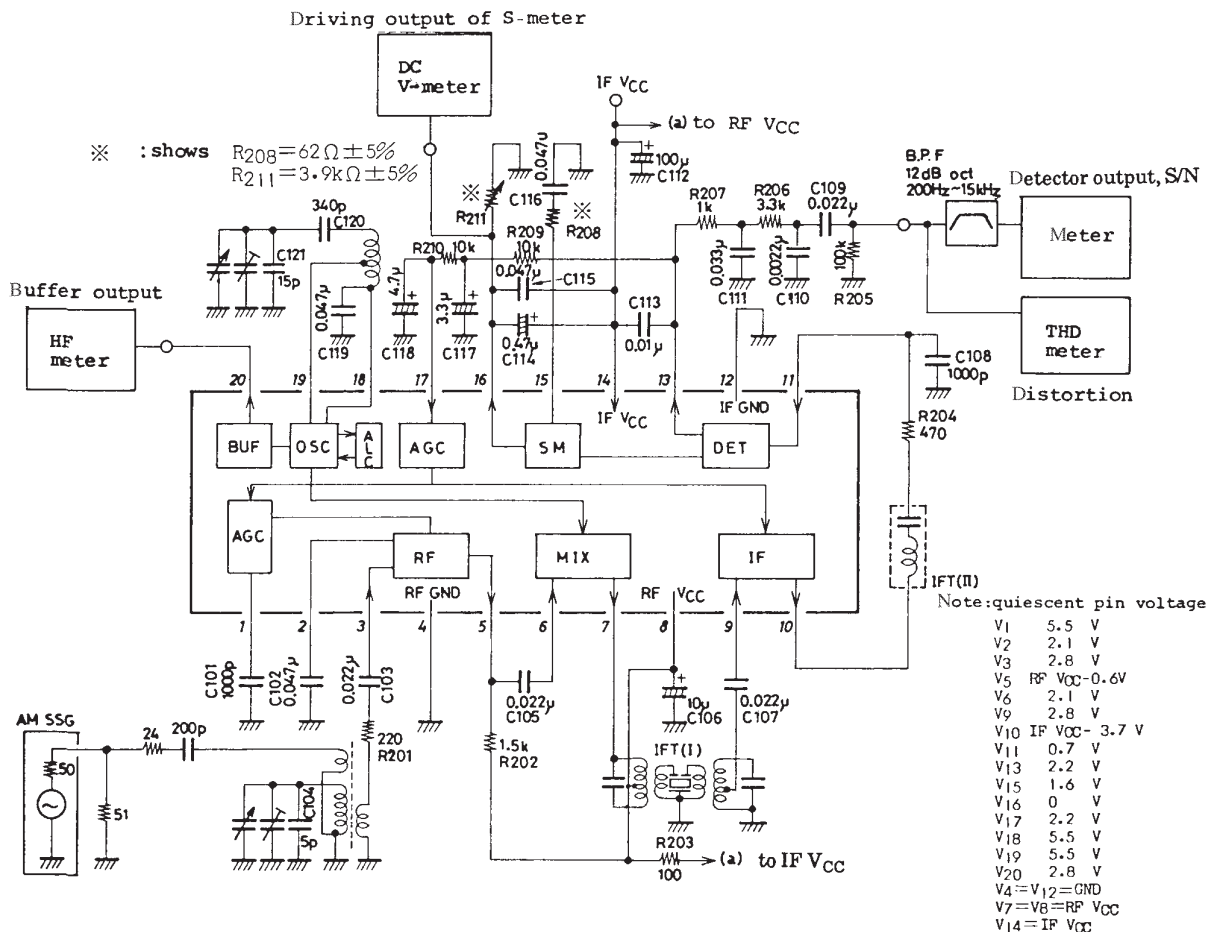 Driving output of S-meter
DC
V-meter
IF VCC
(a) to RF VCC
※ :shows R208=62Ω±5%
R211=3.9kΩ±5%
※
R211
0.047μ
C116
※
R208
100μ
C112
B.P.F
12dB oct
200Hz~15kHz
Detector output, S/N
Meter
340p
C120
C121
15p
R207
1k
R206
3.3k
C109
0.022μ
R210
10k
R209
10k
0.047μ
C115
0.033μ
C111
0.0022μ
C110
100k
R205
Buffer output
HF
meter
0.047μ
C119
4.7μ
C118
3.3μ
C117
0.47μ
C114
C113
0.01μ
THD
meter
Distortion
C108
1000p
R204
470
20
19
18
17
16
15
14
13
12
11
IF VCC
IF GND
BUF
OSC
ALC
AGC
SM
DET
AGC
RF
MIX
IF
RF GND
RF VCC
IFT(II)
1
2
3
4
5
6
7
8
9
10
C101
1000p
C102
0.047μ
0.022μ
C103
0.022μ
C105
10μ
C106
0.022μ
C107
AM SSG
50
24
200p
51
220
R201
C104
5p
1.5k
R202
IFT(I)
R203
100
(a) to IF VCC
Note:quiescent pin voltage
V1 5.5 V
V2 2.1 V
V3 2.8 V
V5 RF VCC-0.6V
V6 2.1 V
V9 2.8 V
V10 IF VCC- 3.7 V
V11 0.7 V
V13 2.2 V
V15 1.6 V
V16 0 V
V17 2.2 V
V18 5.5 V
V19 5.5 V
V20 2.8 V
V4=V12=GND
V7=V8=RF VCC
V14=IF VCC